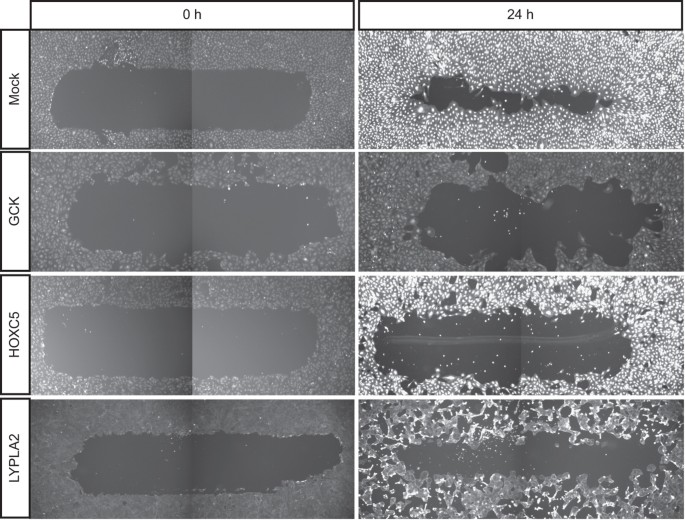 0 h
24 h
Mock
GCK
HOXC5
LYPLA2